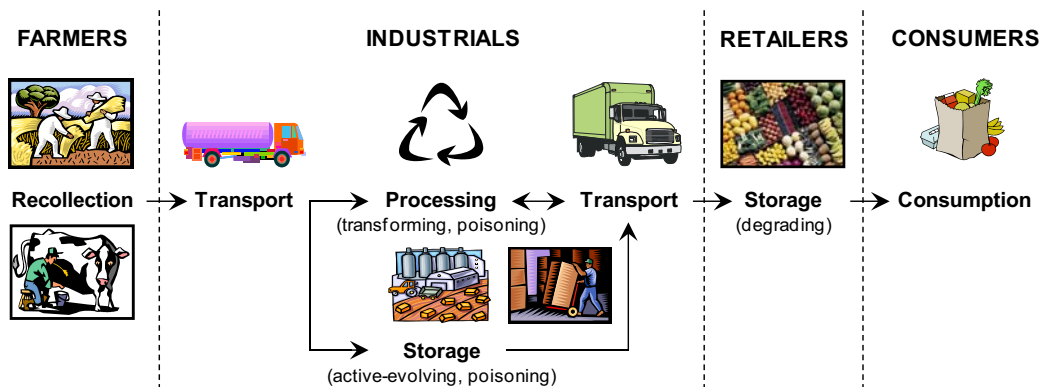 FARMERS
INDUSTRIALS
RETAILERS
CONSUMERS
Recollection
Transport
Processing
(transforming, poisoning)
Transport
Storage
(degrading)
Consumption
Storage
(active-evolving, poisoning)